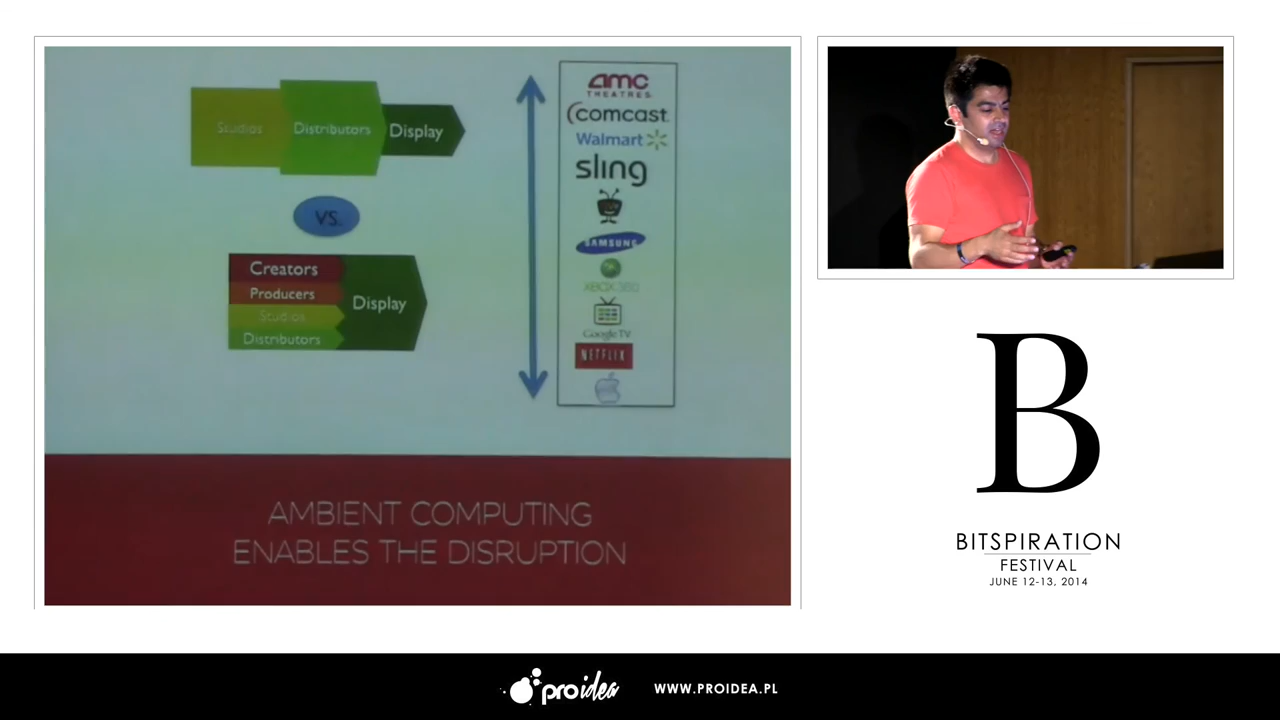 Studios
Distributors
Display
VS.
Creators
Producers
Studios
Distributors
Display
amc
THEATRES
comcast.
Walmart
sling
SAMSUNG
XBOX 360
Google TV
NETFLIX
AMBIENT COMPUTING
ENABLES THE DISRUPTION
B
BITSPIRATION
FESTIVAL
JUNE 12-13, 2014
proidea
WWW.PROIDEA.PL